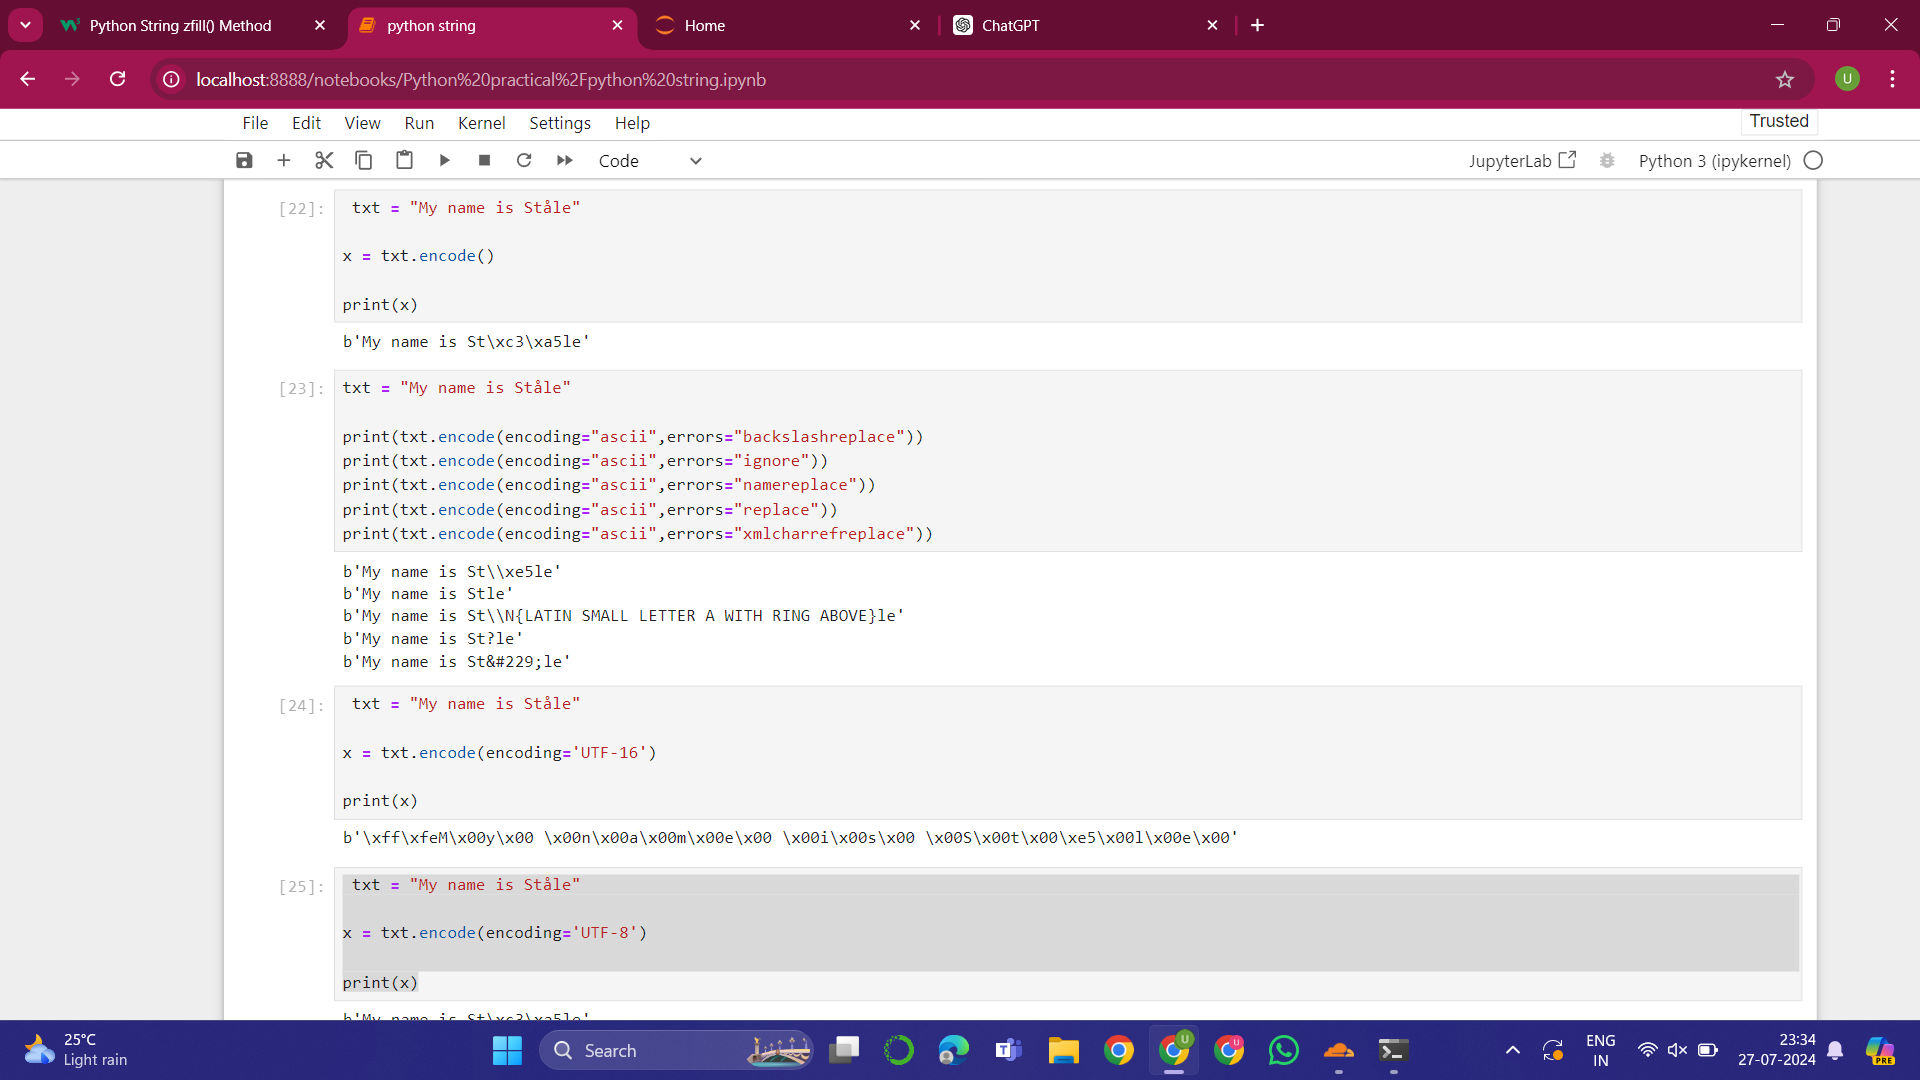 Python String zfill() Method
python string
Home
ChatGPT
localhost:8888/notebooks/Python%20practical%2Fpython%20string.ipynb
U
File Edit View Run Kernel Settings Help
Trusted
Code
JupyterLab
Python 3 (ipykernel)
[22]:
txt = "My name is Ståle"
x = txt.encode()
print(x)
b'My name is St\xc3\xa5le'
[23]:
txt = "My name is Ståle"
print(txt.encode(encoding="ascii",errors="backslashreplace"))
print(txt.encode(encoding="ascii",errors="ignore"))
print(txt.encode(encoding="ascii",errors="namereplace"))
print(txt.encode(encoding="ascii",errors="replace"))
print(txt.encode(encoding="ascii",errors="xmlcharrefreplace"))
b'My name is St\\xe5le'
b'My name is Stle'
b'My name is St\\N{LATIN SMALL LETTER A WITH RING ABOVE}le'
b'My name is St?le'
b'My name is St&#229;le'
[24]:
txt = "My name is Ståle"
x = txt.encode(encoding='UTF-16')
print(x)
b'\xff\xfeM\x00y\x00 \x00n\x00a\x00m\x00e\x00 \x00i\x00s\x00 \x00S\x00t\x00\xe5\x00l\x00e\x00'
[25]:
txt = "My name is Ståle"
x = txt.encode(encoding='UTF-8')
print(x)
b'My name is St\xc3\xa5le'
25°C
Light rain
Search
U
U
ENG
IN
23:34
27-07-2024
PRE